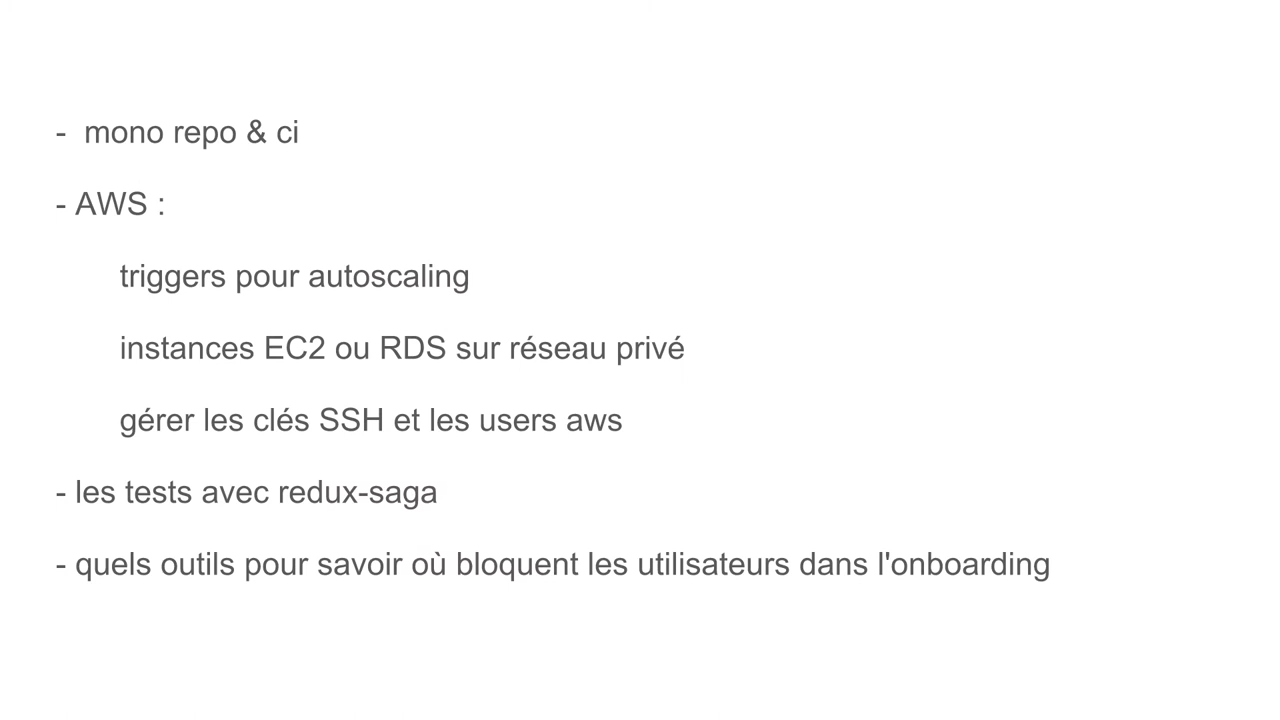 - mono repo & ci
- AWS :
triggers pour autoscaling
instances EC2 ou RDS sur réseau privé
gérer les clés SSH et les users aws
- les tests avec redux-saga
- quels outils pour savoir où bloquent les utilisateurs dans l'onboarding